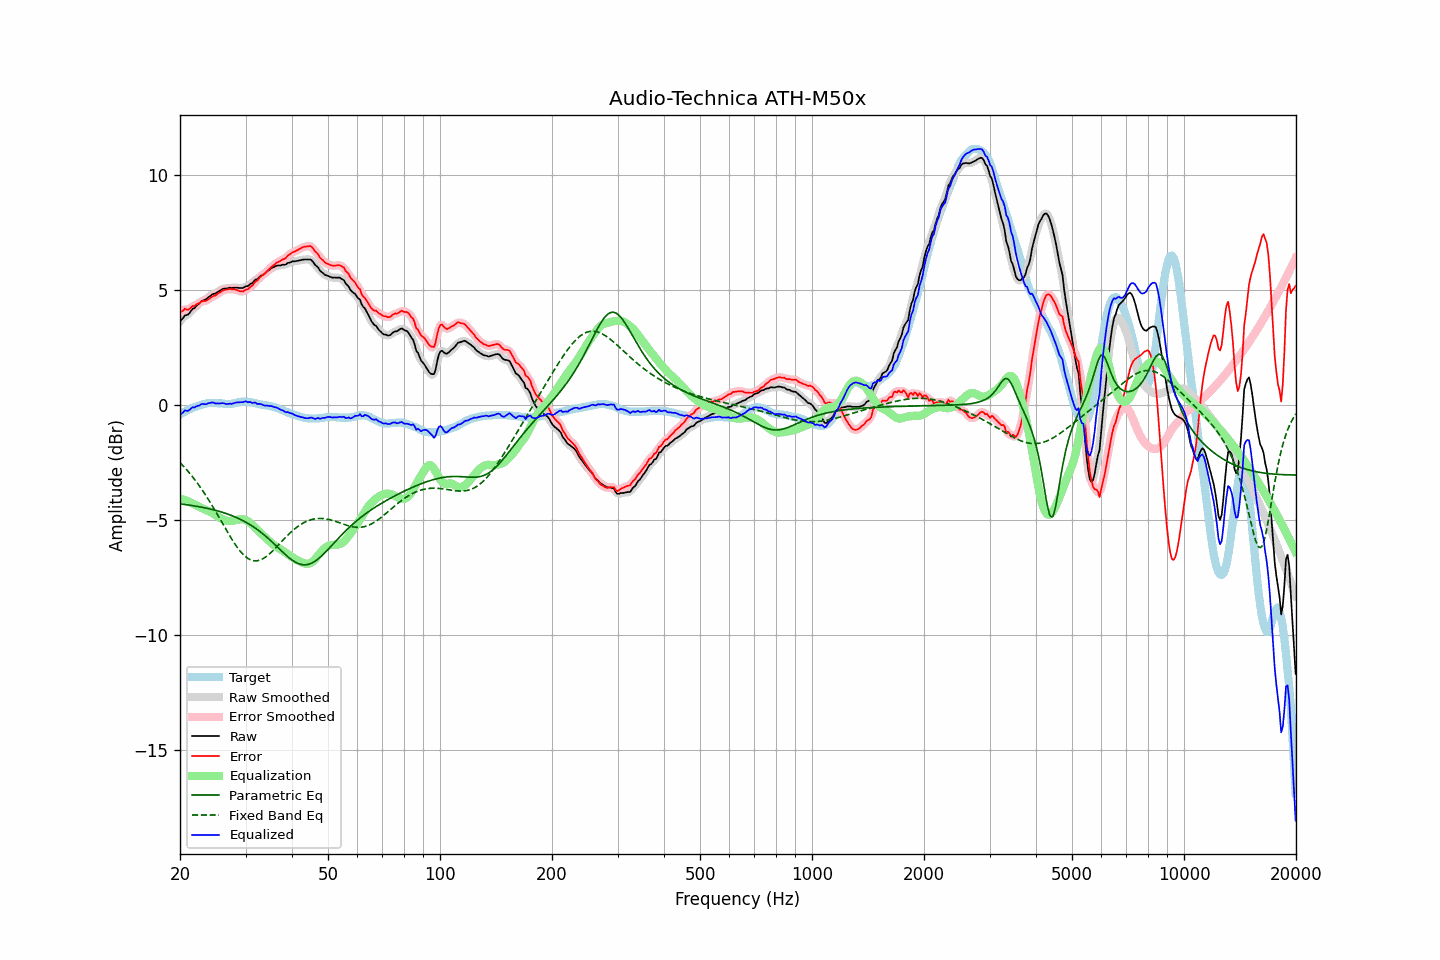 Audio-Technica ATH-M50x
Amplitude (dBr)
10
5
0
−5
−10
−15
Target
Raw Smoothed
Error Smoothed
Raw
Error
Equalization
Parametric Eq
Fixed Band Eq
Equalized
20 50 100 200 500 1000 2000 5000 10000 20000
Frequency (Hz)